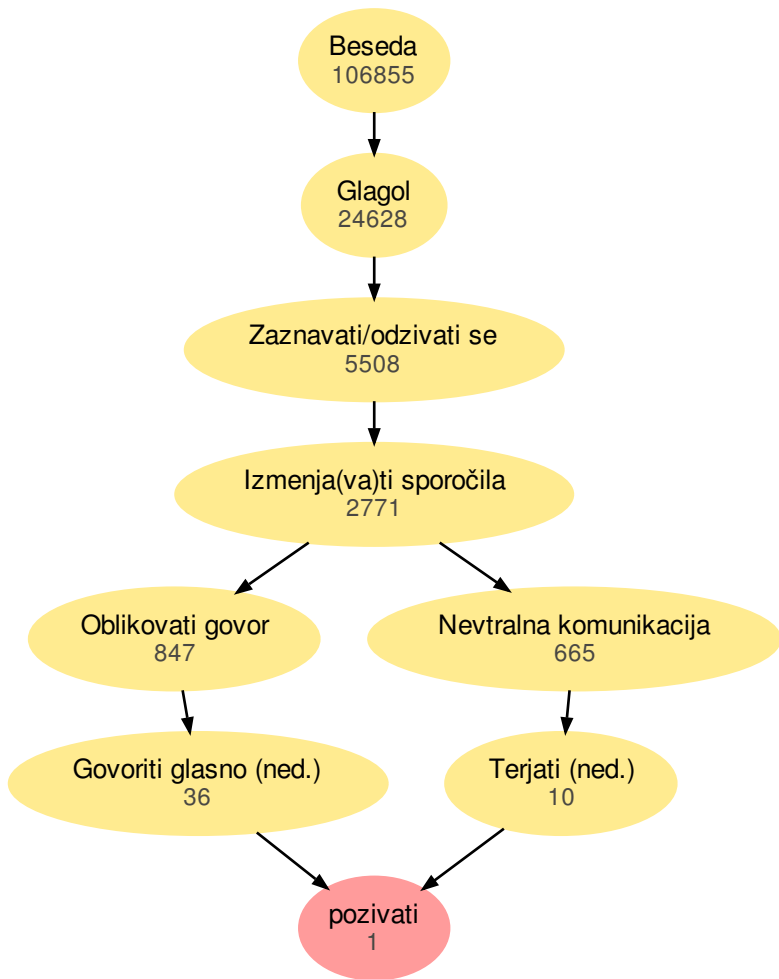 Beseda
106855
Glagol
24628
Zaznavati/odzivati se
5508
Izmenja(va)ti sporočila
2771
Oblikovati govor
847
Nevtralna komunikacija
665
Govoriti glasno (ned.)
36
Terjati (ned.)
10
pozivati
1